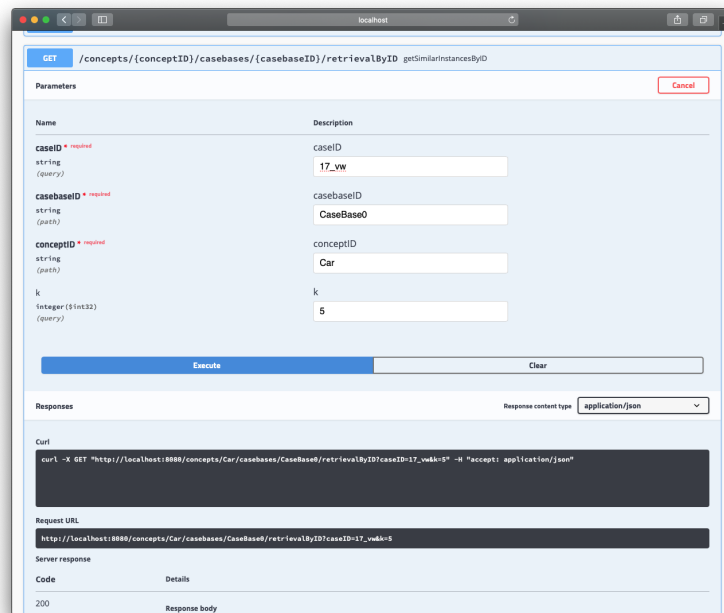 localhost
GET /concepts/{conceptID}/casebases/{casebaseID}/retrievalByID getSimilarInstancesByID
Parameters
Cancel
Name Description
caseID * required caseID
string 17_vw
(query)
casebaseID * required casebaseID
string CaseBase0
(path)
conceptID * required conceptID
string Car
(path)
k k
integer($int32) 5
(query)
Execute Clear
Responses Response content type application/json
Curl
curl -X GET "http://localhost:8080/concepts/Car/casebases/CaseBase0/retrievalByID?caseID=17_vw&k=5" -H "accept: application/json"
Request URL
http://localhost:8080/concepts/Car/casebases/CaseBase0/retrievalByID?caseID=17_vw&k=5
Server response
Code Details
200
Response body